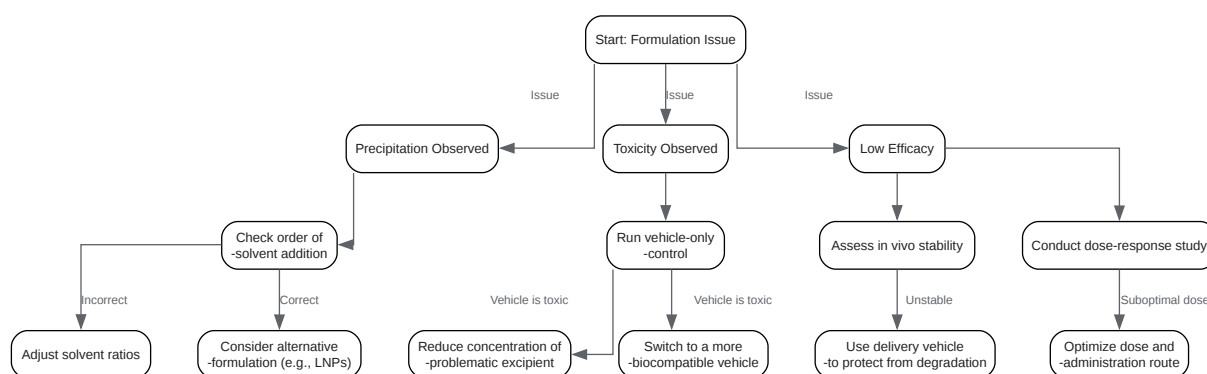 Start: Formulation Issue
Issue
Issue
Issue
Precipitation Observed
Toxicity Observed
Low Efficacy
Check order of
-solvent addition
Run vehicle-only
-control
Assess in vivo stability
Conduct dose-response study
Incorrect
Correct
Vehicle is toxic
Vehicle is toxic
Unstable
Suboptimal dose
Adjust solvent ratios
Consider alternative
-formulation (e.g., LNPs)
Reduce concentration of
-problematic excipient
Switch to a more
-biocompatible vehicle
Use delivery vehicle
-to protect from degradation
Optimize dose and
-administration route